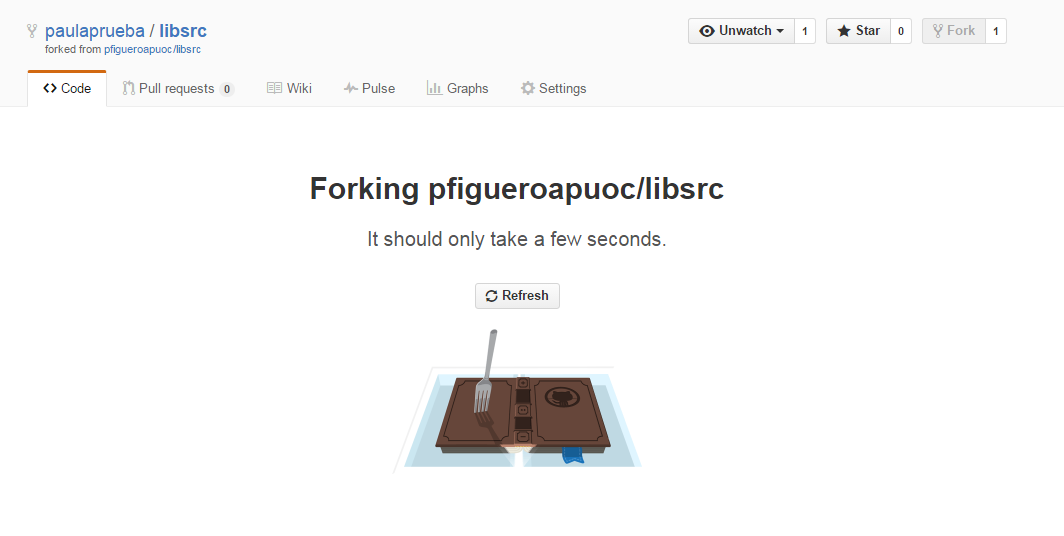 paulaprueba / libsrc
forked from pfigueroapuoc/libsrc
Unwatch 1 Star 0 Fork 1
Code Pull requests 0 Wiki Pulse Graphs Settings
Forking pfigueroapuoc/libsrc
It should only take a few seconds.
Refresh